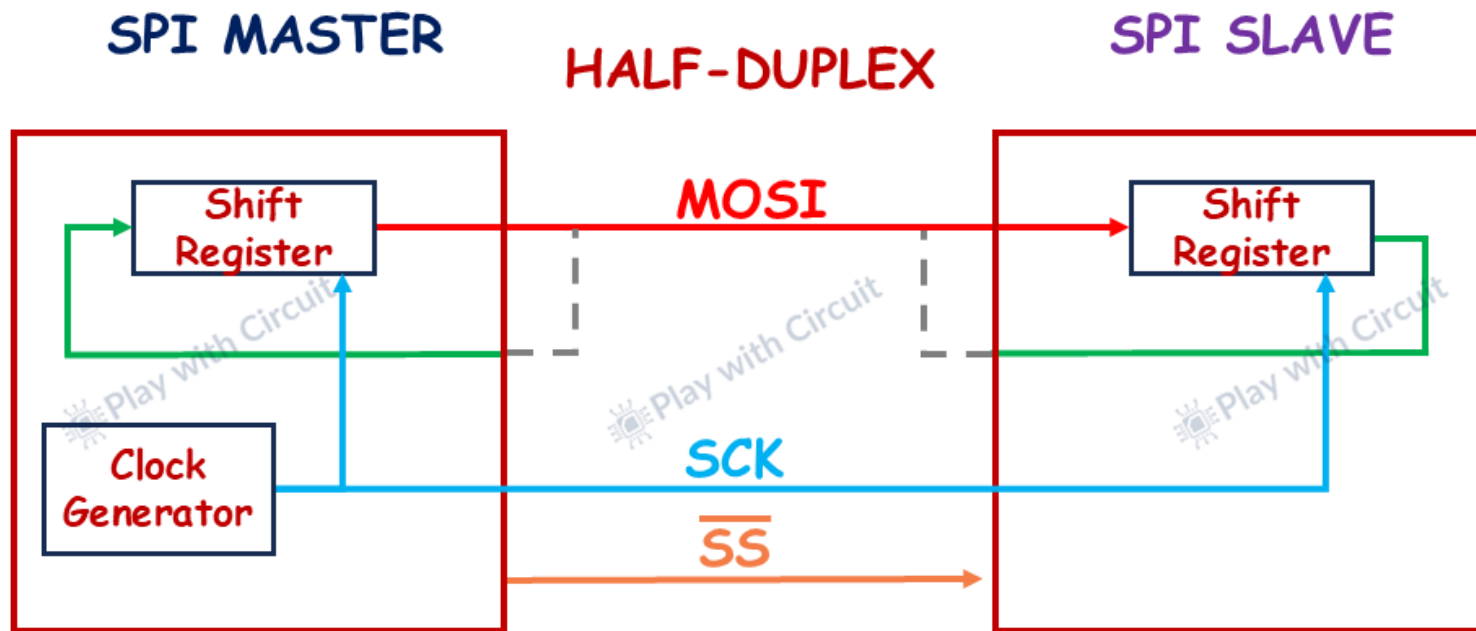 SPI MASTER
HALF-DUPLEX
SPI SLAVE
Shift
Register
MOSI
Shift
Register
Play with Circuit
Play with Circuit
Play with Circuit
Clock
Generator
SCK
S̅S̅